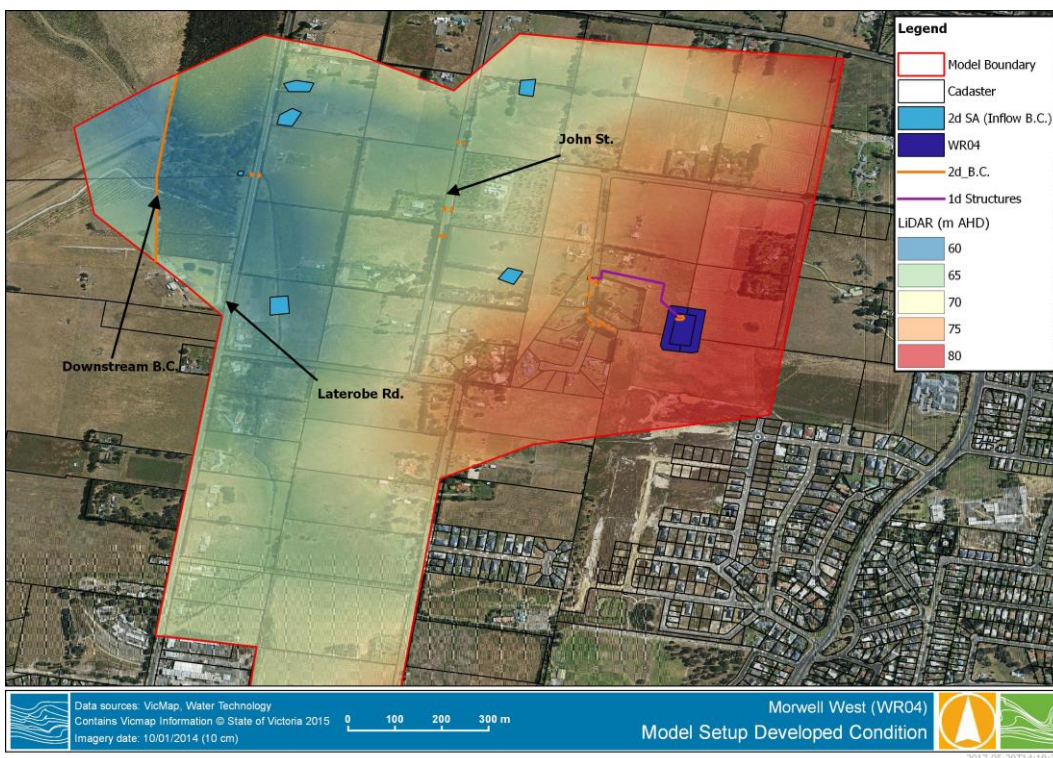 Legend
Model Boundary
Cadaster
2d SA (Inflow B.C.)
WR04
2d_B.C.
1d Structures
LiDAR (m AHD)
60
65
70
75
80
John St.
Downstream B.C.
Laterobe Rd.
Data sources: VicMap, Water Technology
Contains Vicmap Information © State of Victoria 2015
Imagery date: 10/01/2014 (10 cm)
0 100 200 300 m
Morwell West (WR04)
Model Setup Developed Condition